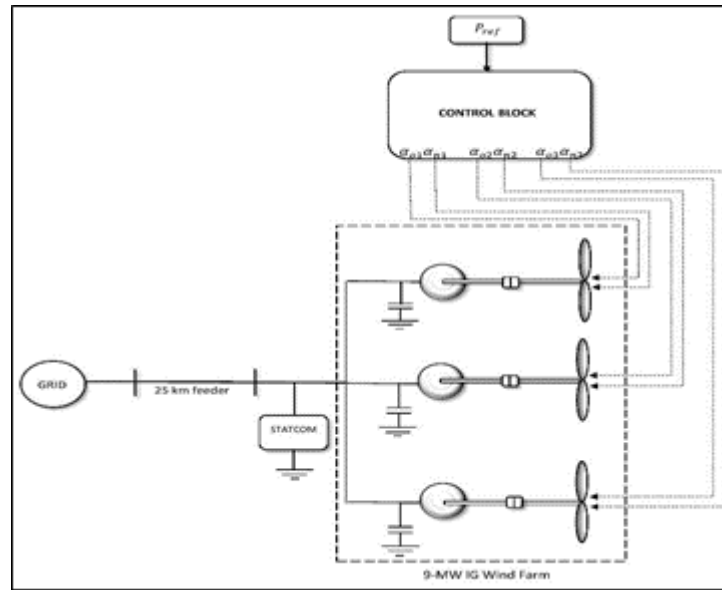 P_ref
CONTROL BLOCK
α_o1 α_n1 α_o2 α_n2 α_o3 α_n3
GRID
25 km feeder
STATCOM
9-MW IG Wind Farm